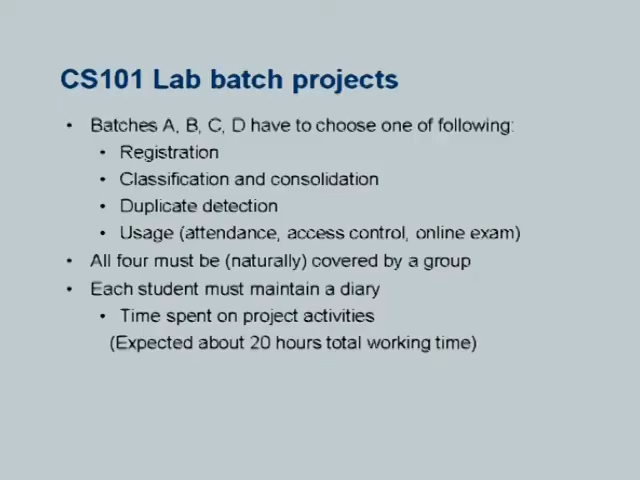 CS101 Lab batch projects
• Batches A, B, C, D have to choose one of following:
• Registration
• Classification and consolidation
• Duplicate detection
• Usage (attendance, access control, online exam)
• All four must be (naturally) covered by a group
• Each student must maintain a diary
• Time spent on project activities
(Expected about 20 hours total working time)